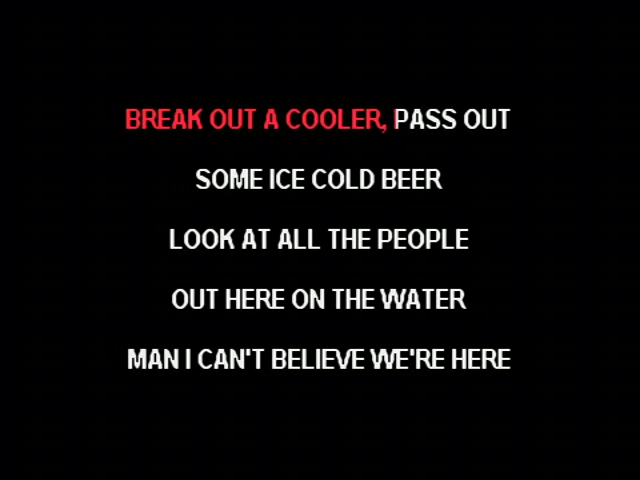 BREAK OUT A COOLER, PASS OUT
SOME ICE COLD BEER
LOOK AT ALL THE PEOPLE
OUT HERE ON THE WATER
MAN I CAN'T BELIEVE WE'RE HERE